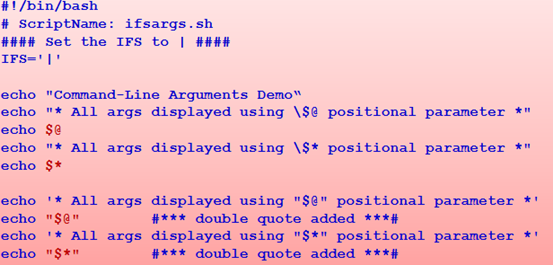 #!/bin/bash
# ScriptName: ifsargs.sh
#### Set the IFS to | ####
IFS='|'
echo "Command-Line Arguments Demo“
echo "* All args displayed using \$@ positional parameter *"
echo $@
echo "* All args displayed using \$* positional parameter *"
echo $*
echo '* All args displayed using "$@" positional parameter *'
echo "$@" #*** double quote added ***#
echo '* All args displayed using "$*" positional parameter *'
echo "$*" #*** double quote added ***#